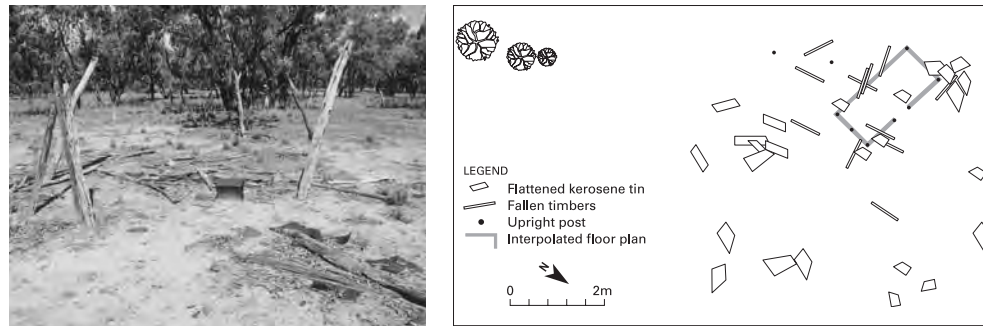 LEGEND
Flattened kerosene tin
Fallen timbers
Upright post
Interpolated floor plan
N
0 2m